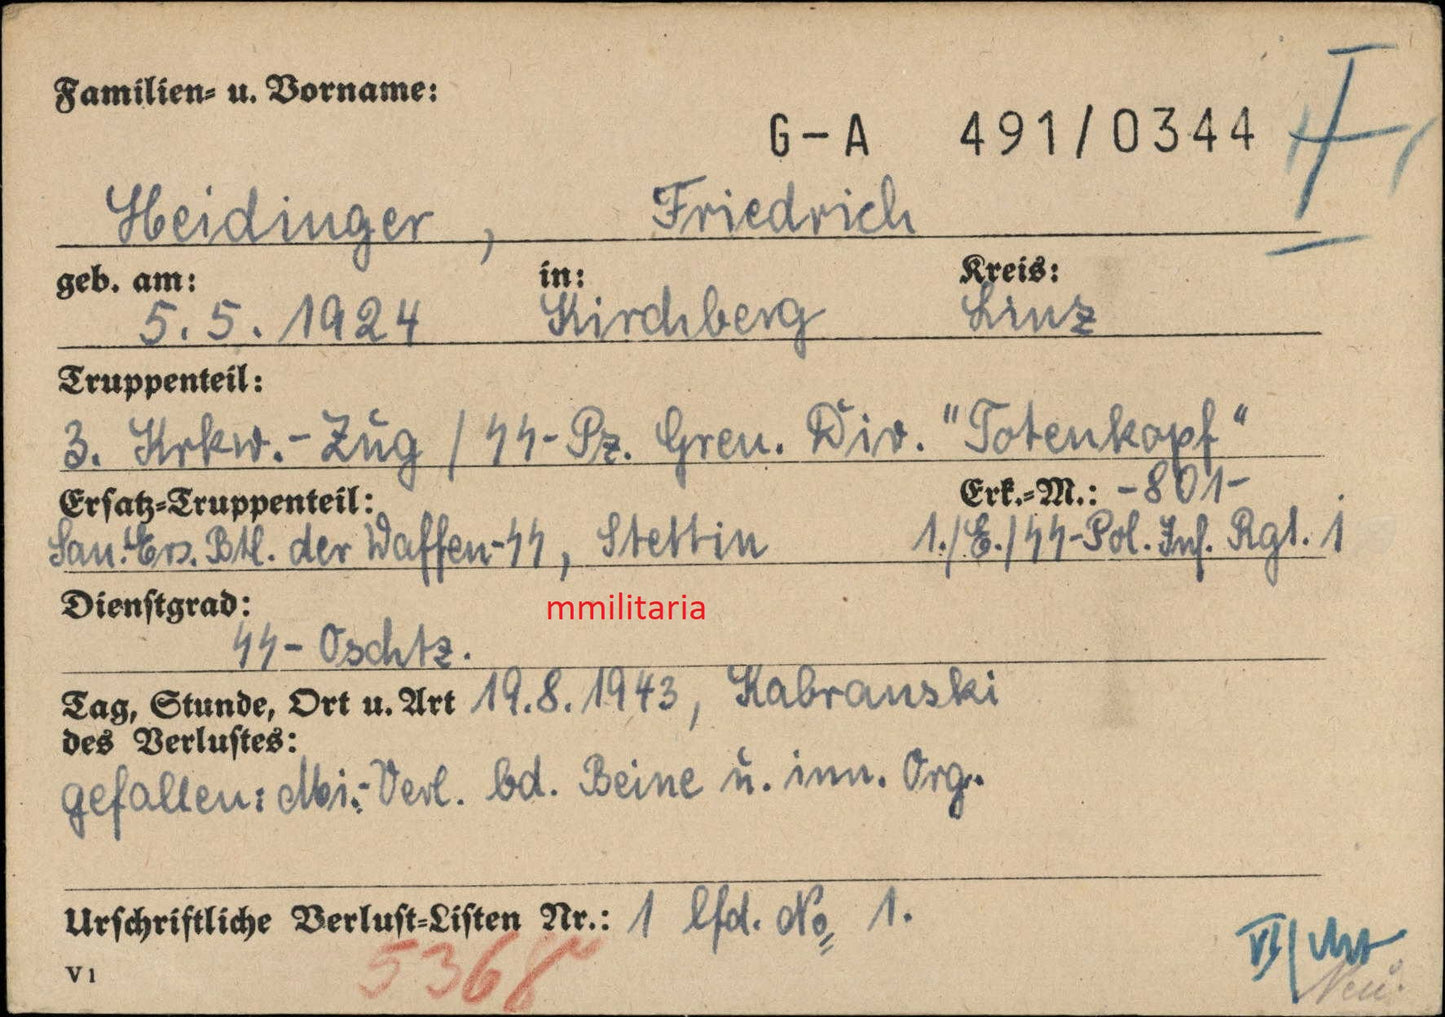 Familien- u. Vorname:
G-A 491/0344
Heidinger, Friedrich
geb. am: in: Kreis:
5.5.1924 Kirchberg Linz
Truppenteil:
3. Krkw.-Zug / SS-Pz. Gren. Div. "Totenkopf"
Ersatz-Truppenteil: Erk.-M.: -801-
San. Ers. Btl. der Waffen-SS, Stettin 1./E./SS-Pol. Inf. Rgt. 1
Dienstgrad:
mmilitaria
SS-Oschtz.
Tag, Stunde, Ort u. Art 19.8.1943, Kabranski
des Verlustes:
gefallen: Mi.-Verl. bd. Beine u. inn. Org.
Urschriftliche Verlust-Listen Nr.: 1 lfd. No 1.
5368
V1